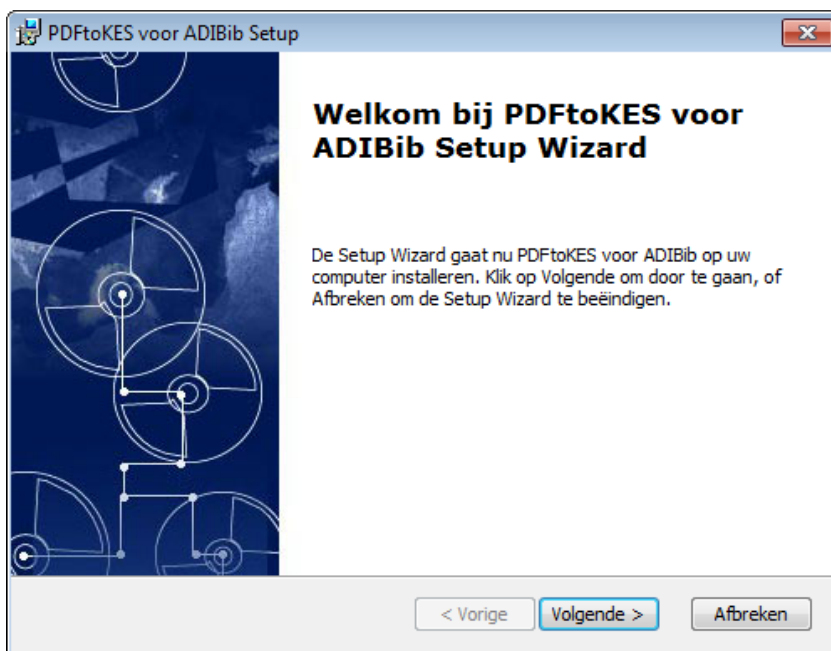 PDFtoKES voor ADIBib Setup
Welkom bij PDFtoKES voor
ADIBib Setup Wizard
De Setup Wizard gaat nu PDFtoKES voor ADIBib op uw
computer installeren. Klik op Volgende om door te gaan, of
Afbreken om de Setup Wizard te beëindigen.
< Vorige Volgende > Afbreken